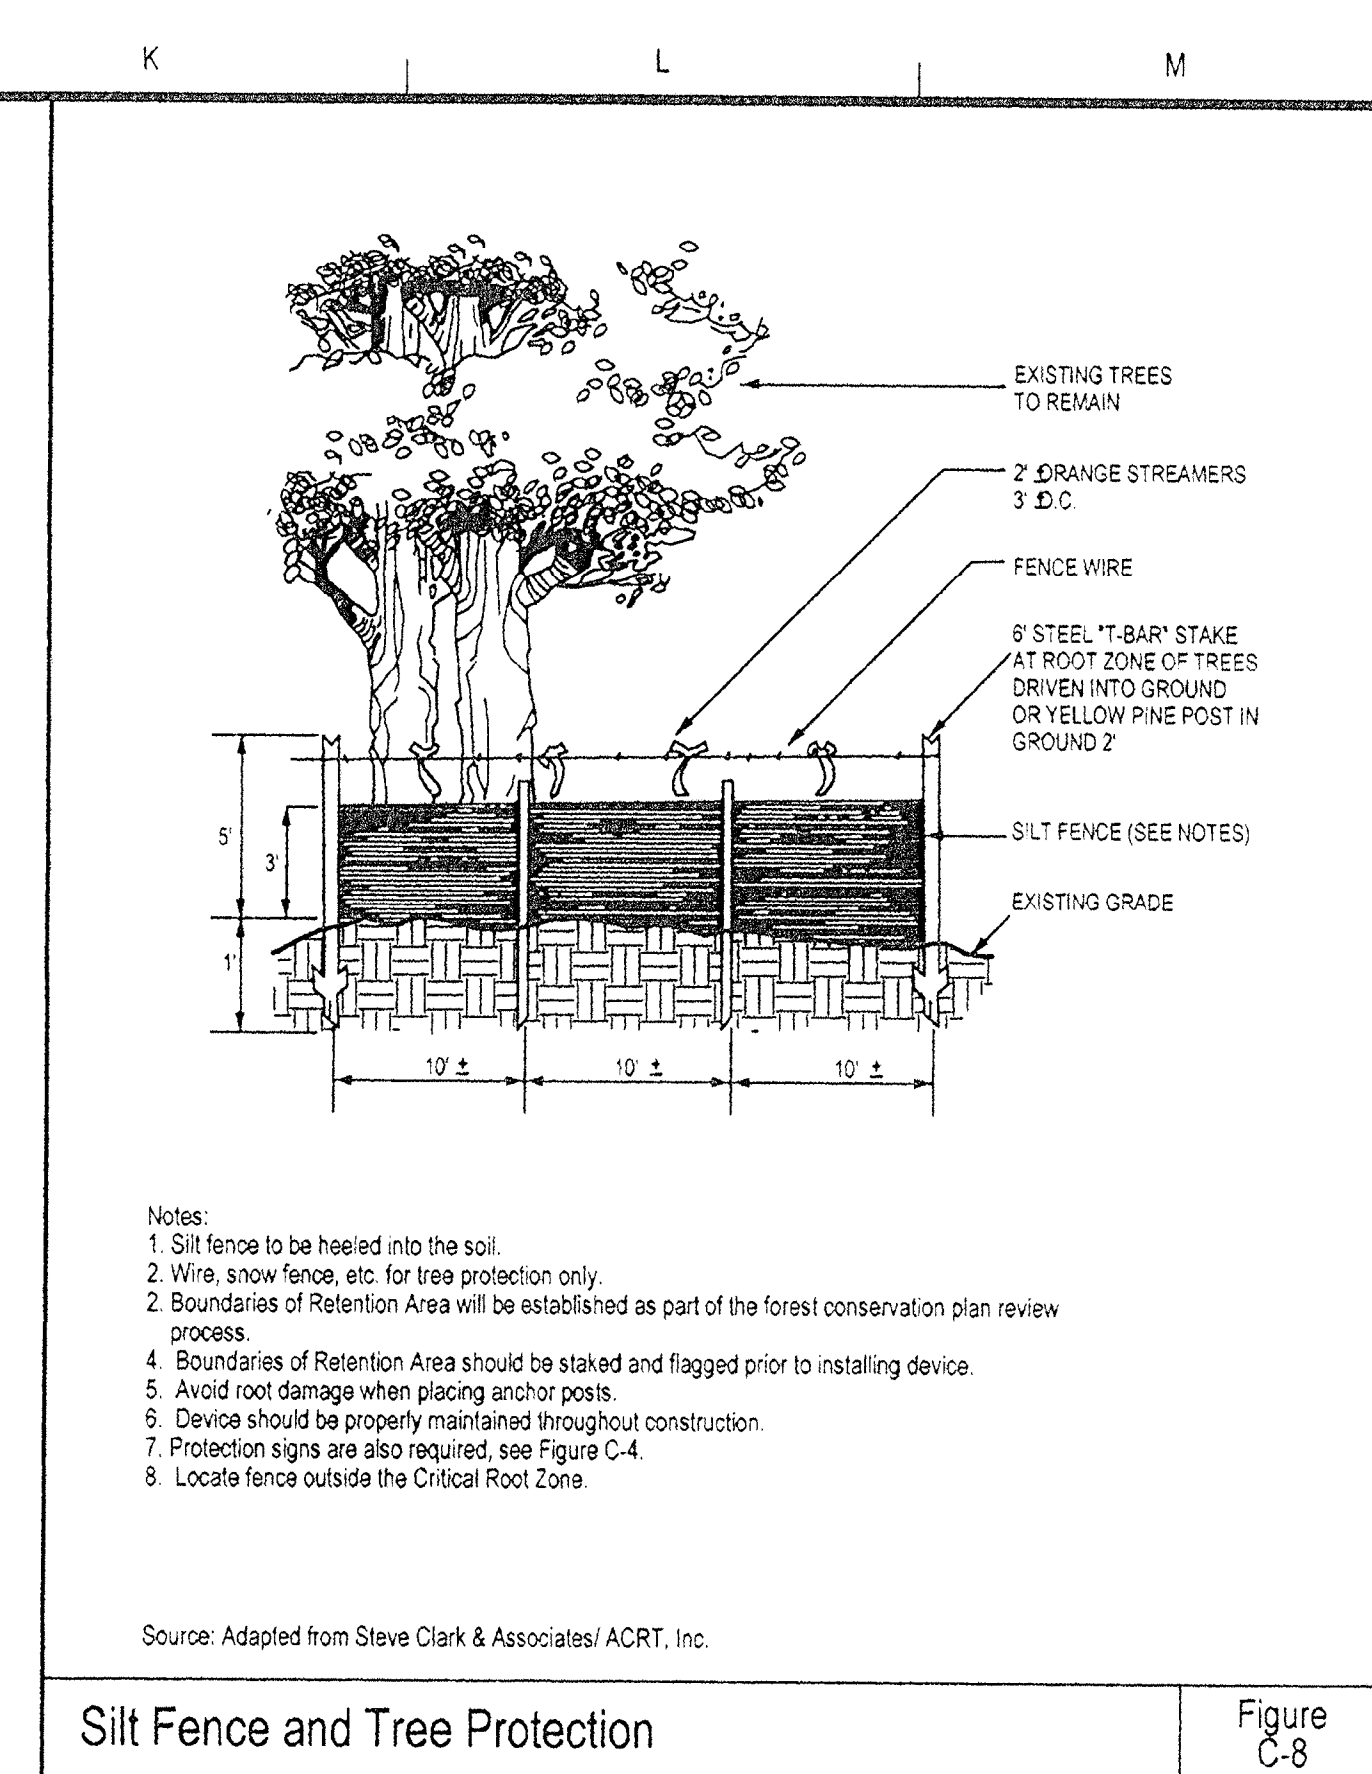 K L M
EXISTING TREES
TO REMAIN
2' ± ORANGE STREAMERS
3' ± O.C.
FENCE WIRE
6' STEEL "T-BAR" STAKE
AT ROOT ZONE OF TREES
DRIVEN INTO GROUND
OR YELLOW PINE POST IN
GROUND 2'
5'
3'
SILT FENCE (SEE NOTES)
EXISTING GRADE
1'
10' ± 10' ± 10' ±
Notes:
1. Silt fence to be heeled into the soil.
2. Wire, snow fence, etc. for tree protection only.
2. Boundaries of Retention Area will be established as part of the forest conservation plan review
process.
4. Boundaries of Retention Area should be staked and flagged prior to installing device.
5. Avoid root damage when placing anchor posts.
6. Device should be properly maintained throughout construction.
7. Protection signs are also required, see Figure C-4.
8. Locate fence outside the Critical Root Zone.
Source: Adapted from Steve Clark & Associates/ ACRT, Inc.
Silt Fence and Tree Protection
Figure
C-8